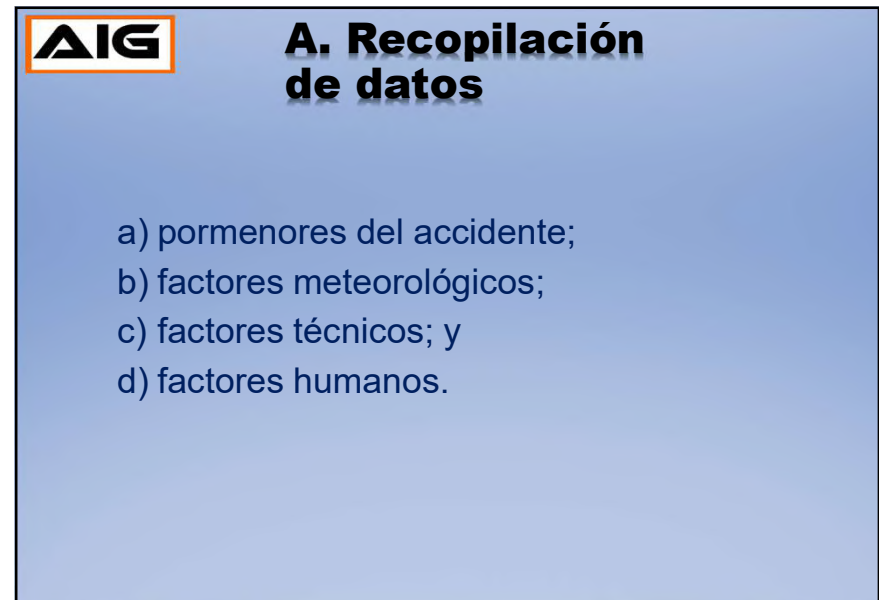 AIG
A. Recopilación
de datos
a) pormenores del accidente;
b) factores meteorológicos;
c) factores técnicos; y
d) factores humanos.